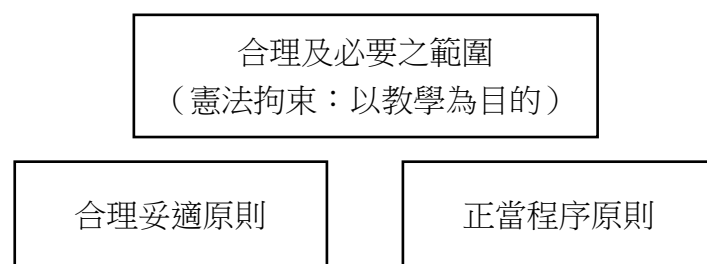 合理及必要之範圍
（憲法拘束：以教學為目的）
合理妥適原則
正當程序原則